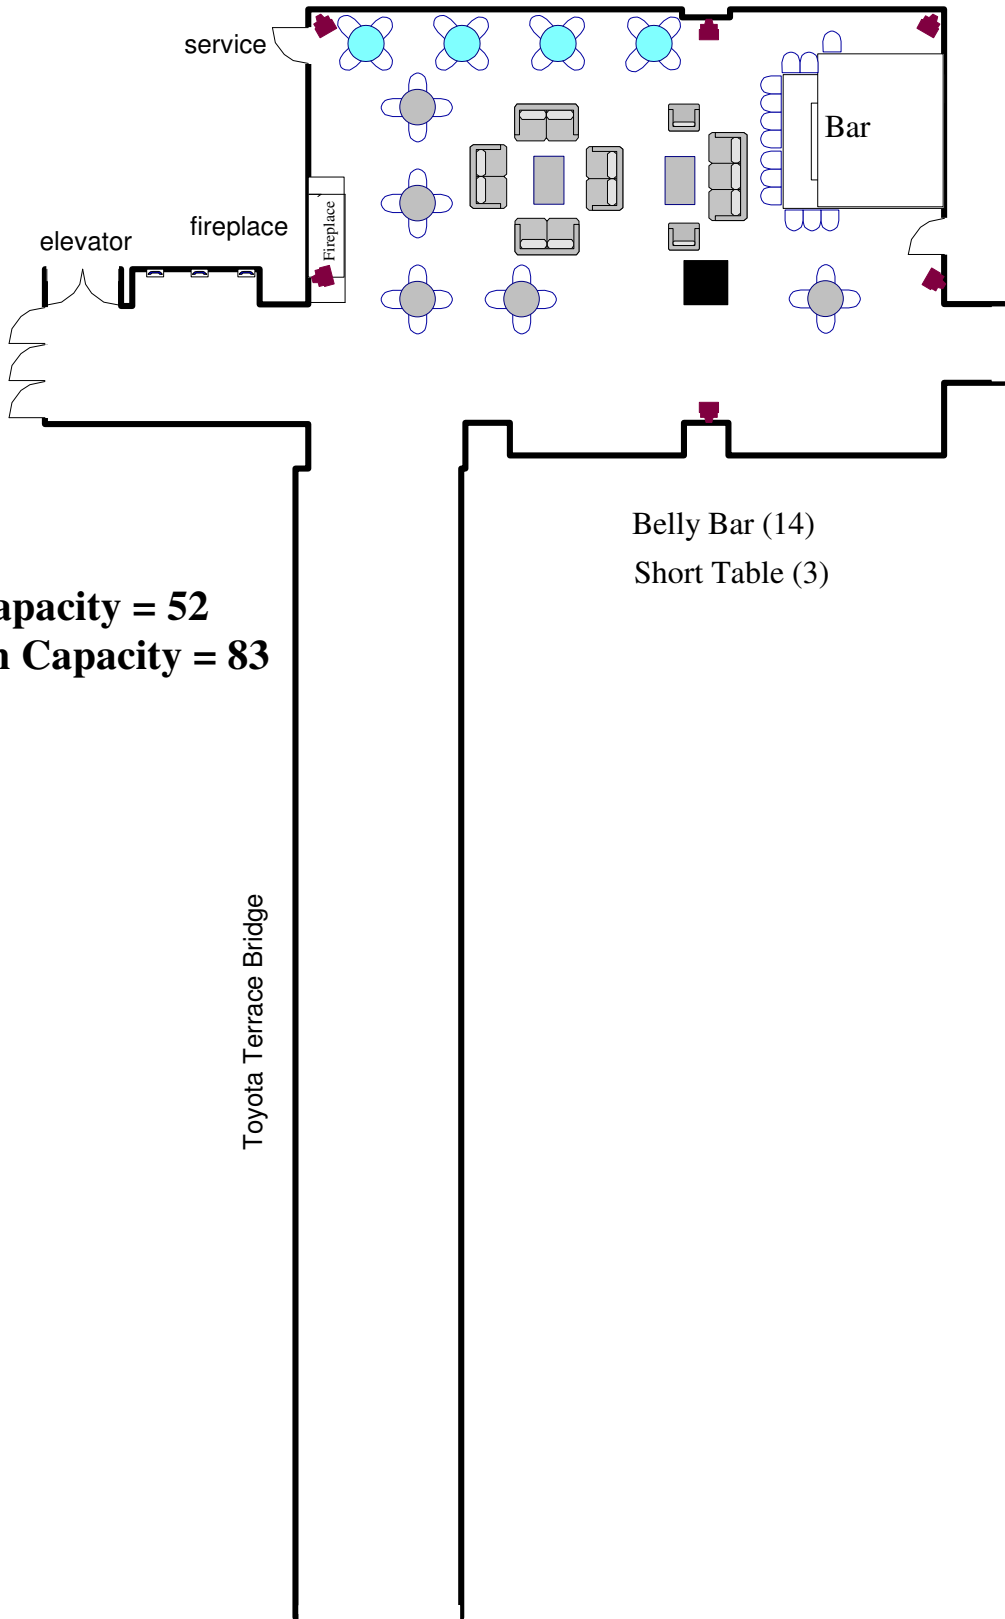 service
Bar
fireplace
Fireplace
elevator
Belly Bar (14)
Short Table (3)
apacity = 52
n Capacity = 83
Toyota Terrace Bridge